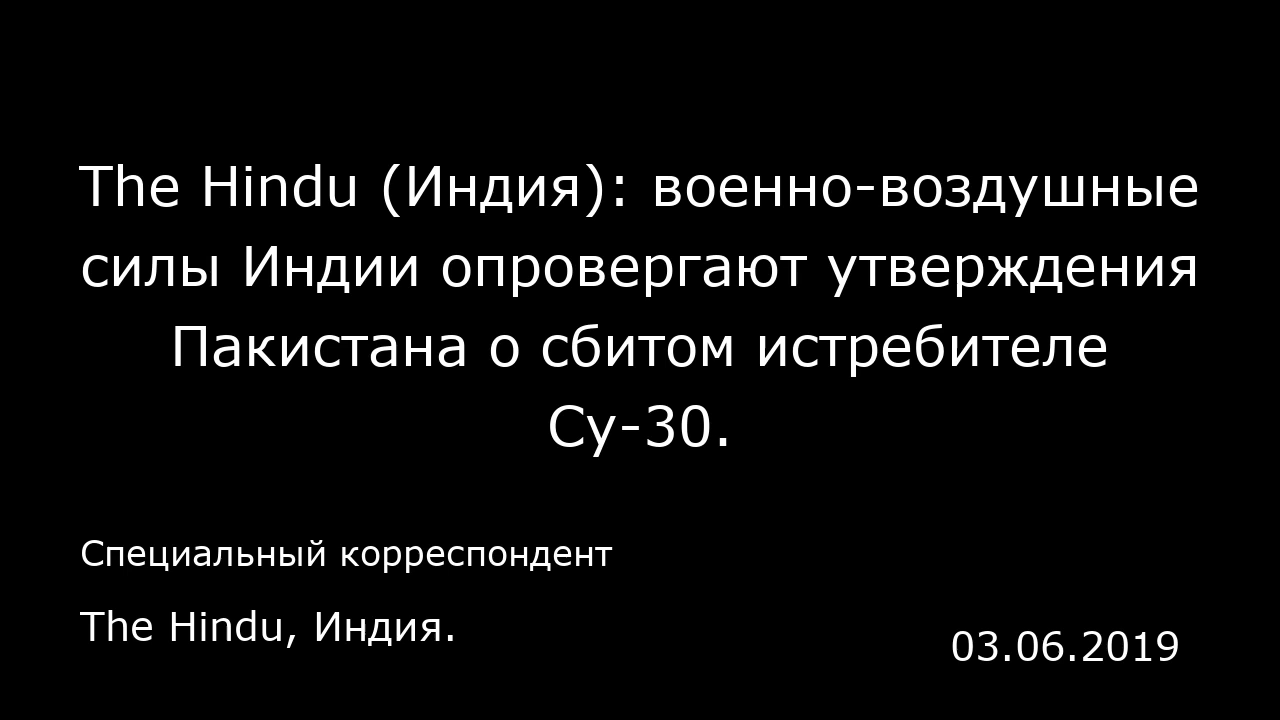 The Hindu (Индия): военно-воздушные
силы Индии опровергают утверждения
Пакистана о сбитом истребителе
Су-30.
Специальный корреспондент
The Hindu, Индия.
03.06.2019